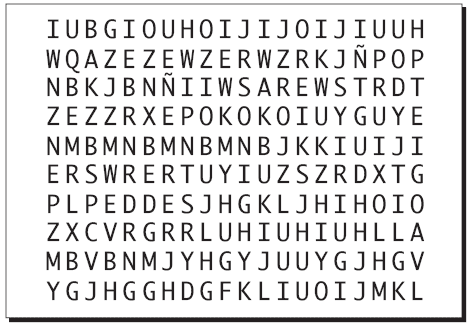 IUBGIOUHOIJIJOIJIUUH
WQAZEZEWZERWZRKJÑPOP
NBKJBNÑIIWSAREWSTRDT
ZEZZRXEPOKOKOIUYGUYE
NMBMNBMNBMNBJKKIUIJI
ERSWRERTUYIUZSZRDXTG
PLPEDDESJHGKLJHIHOIO
ZXCVRGRRLUHIUHIUHLLA
MBVBNMJYHGYJUUYGJHGV
YGJHGGHDGFKLIUOIJMKL